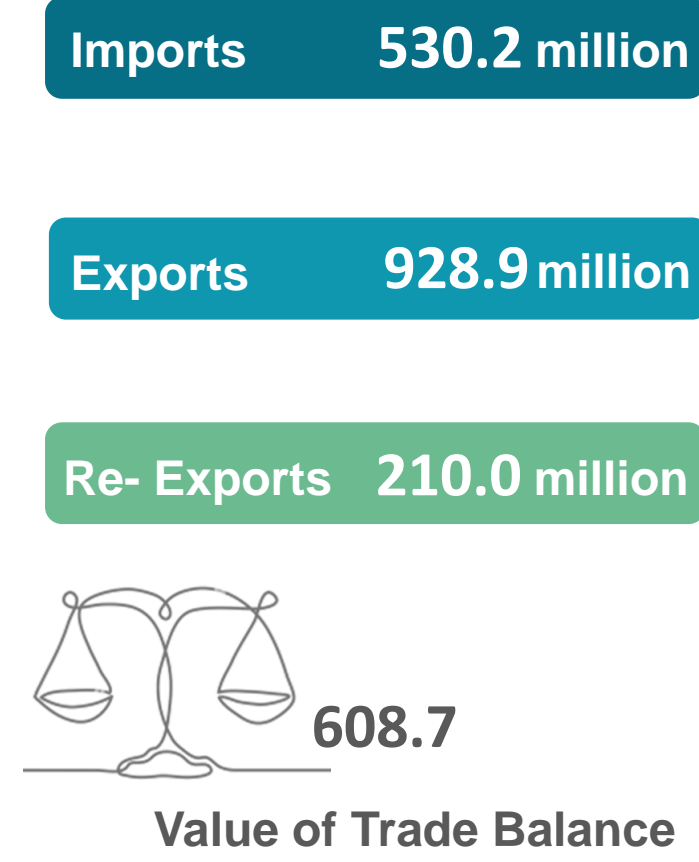 Imports 530.2 million
Exports 928.9 million
Re- Exports 210.0 million
608.7
Value of Trade Balance